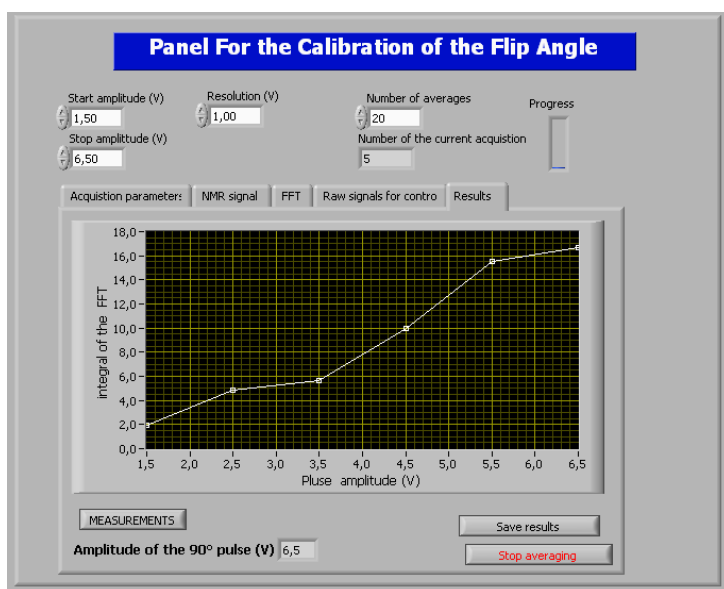 Panel For the Calibration of the Flip Angle
Start amplitude (V)
Resolution (V)
Number of averages
Progress
1,50
1,00
20
Stop amplittude (V)
Number of the current acquistion
6,50
5
Acquistion parameters
NMR signal
FFT
Raw signals for contro
Results
18,0
16,0
14,0
12,0
10,0
8,0
6,0
4,0
2,0
0,0
integral of the FFT
1,5 2,0 2,5 3,0 3,5 4,0 4,5 5,0 5,5 6,0 6,5
Pluse amplitude (V)
MEASUREMENTS
Save results
Amplitude of the 90° pulse (V) 6,5
Stop averaging